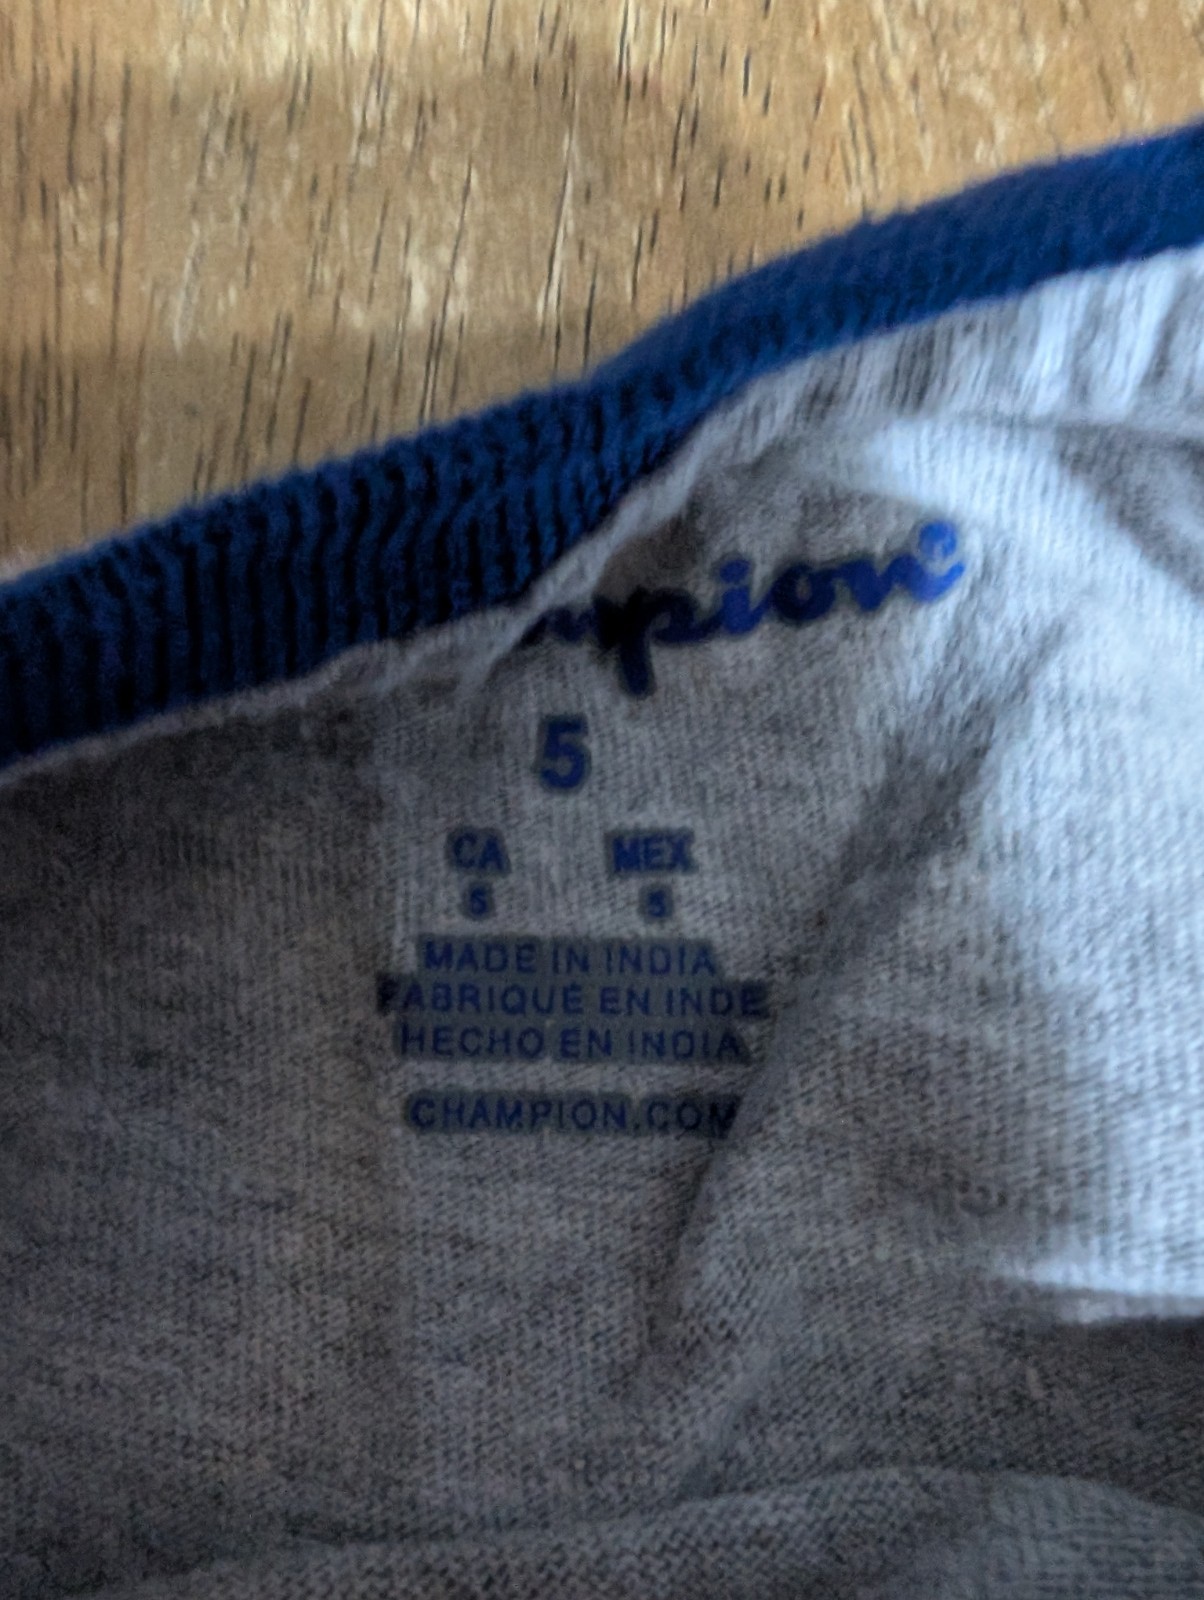 mpion
5
CA MEX
5 5
MADE IN INDIA
FABRIQUÉ EN INDE
HECHO EN INDIA
CHAMPION.COM